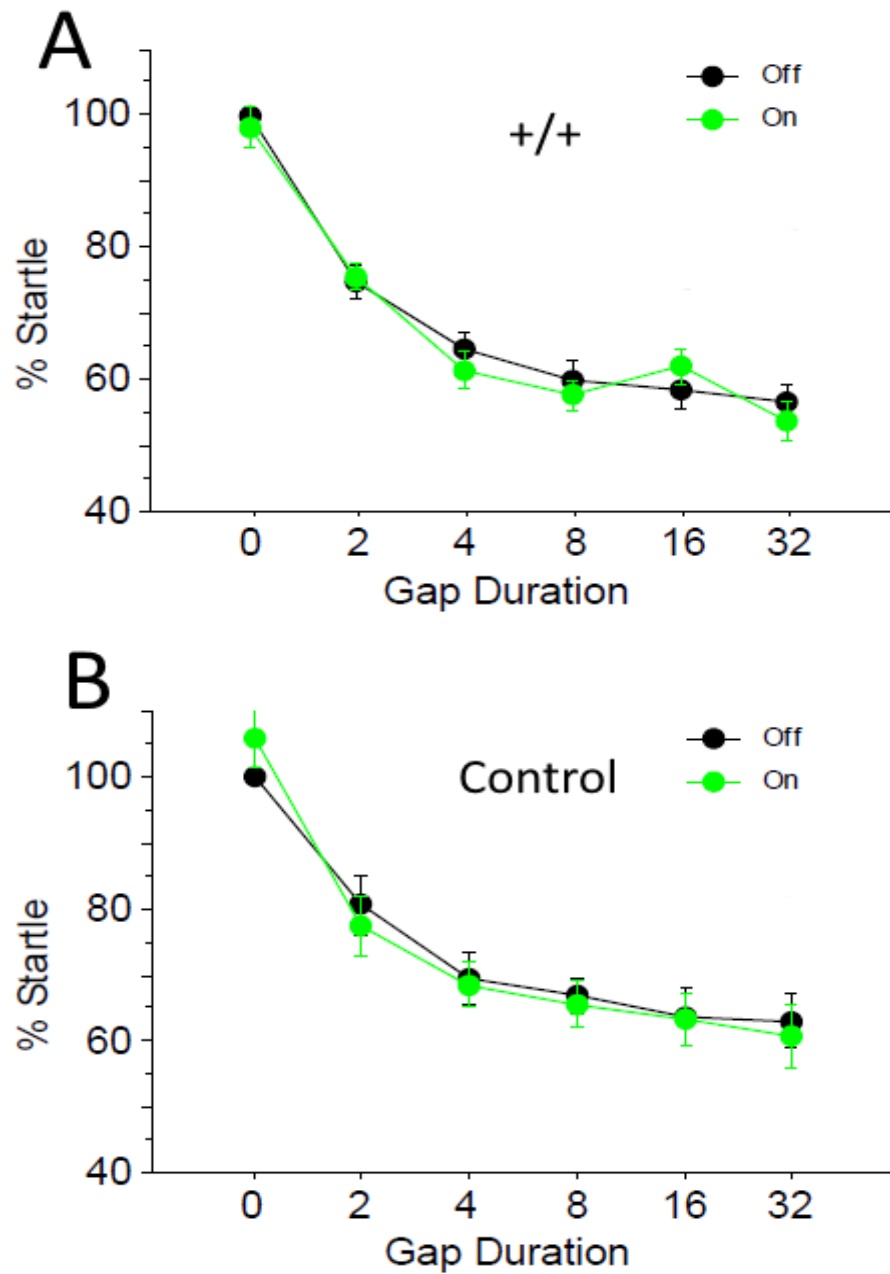 A
Off
On
+/+
100
80
60
40
% Startle
0 2 4 8 16 32
Gap Duration
B
Off
On
Control
100
80
60
40
% Startle
0 2 4 8 16 32
Gap Duration